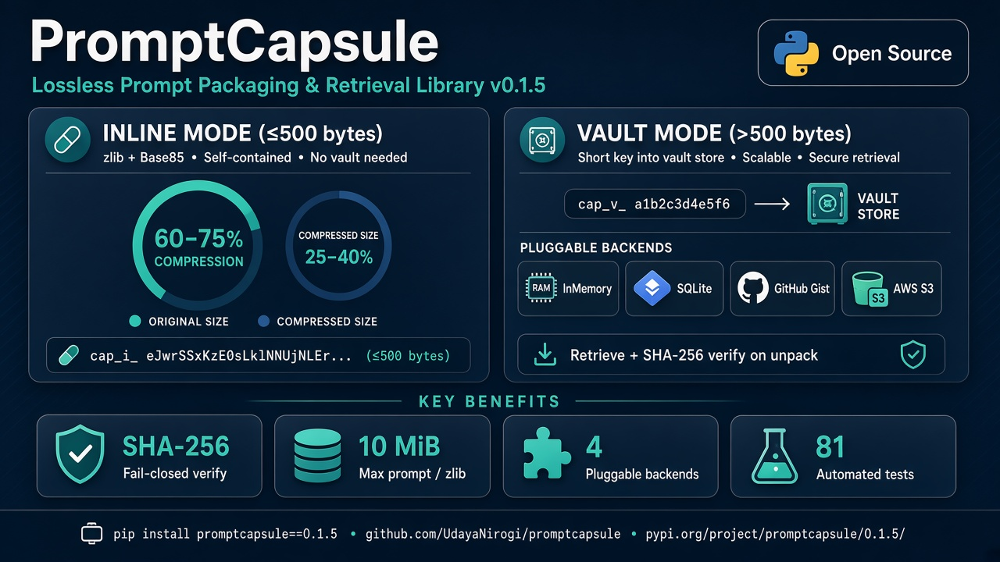 PromptCapsule
Lossless Prompt Packaging & Retrieval Library v0.1.5
Open Source
INLINE MODE (≤500 bytes)
zlib + Base85 • Self-contained • No vault needed
60–75%
COMPRESSION
COMPRESSED SIZE
25–40%
ORIGINAL SIZE
COMPRESSED SIZE
cap_i_ eJwrSSxKzE0sLklNNUjNLEr... (≤500 bytes)
VAULT MODE (>500 bytes)
Short key into vault store • Scalable • Secure retrieval
cap_v_ a1b2c3d4e5f6
VAULT
STORE
PLUGGABLE BACKENDS
RAM
InMemory
SQLite
GitHub Gist
S3
AWS S3
Retrieve + SHA-256 verify on unpack
KEY BENEFITS
SHA-256
Fail-closed verify
10 MiB
Max prompt / zlib
4
Pluggable backends
81
Automated tests
pip install promptcapsule==0.1.5 • github.com/UdayaNirogi/promptcapsule • pypi.org/project/promptcapsule/0.1.5/